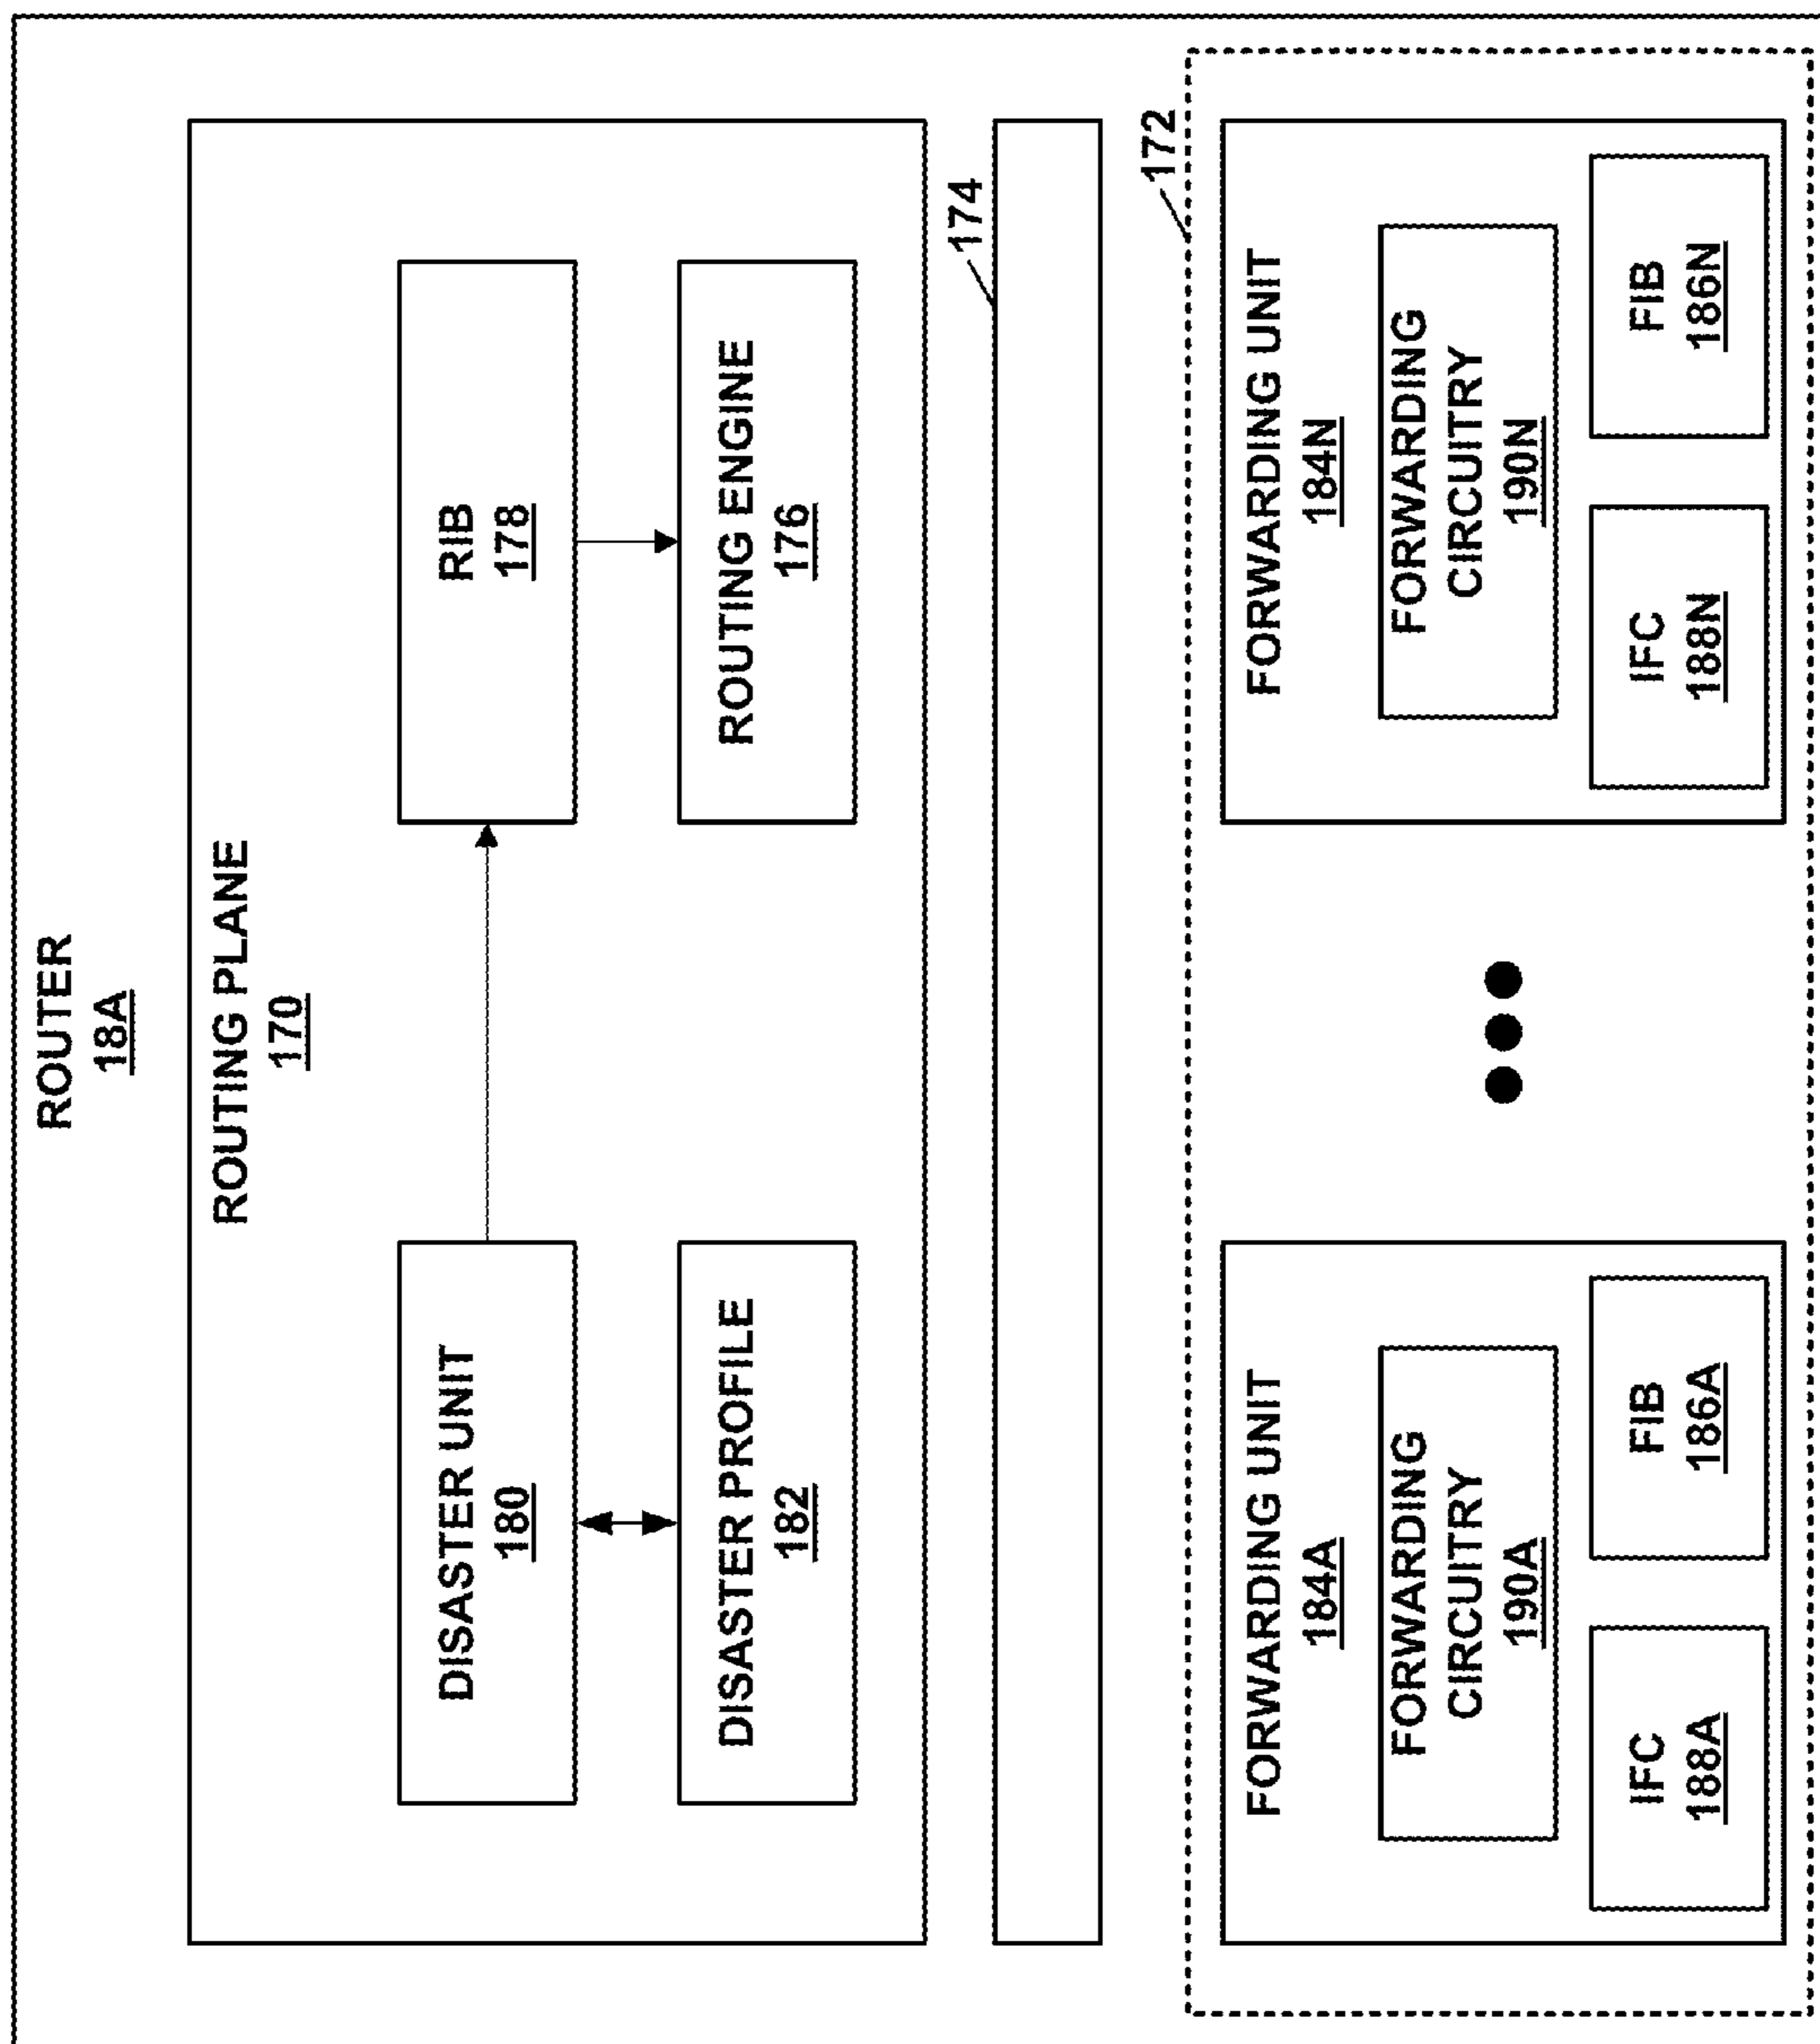 ROUTER
18A
ROUTING PLANE
170
DISASTER UNIT
180
RIB
178
DISASTER PROFILE
182
ROUTING ENGINE
176
174
172
FORWARDING UNIT
184A
FORWARDING
CIRCUITRY
190A
IFC
188A
FIB
186A
FORWARDING UNIT
184N
FORWARDING
CIRCUITRY
190N
IFC
188N
FIB
186N